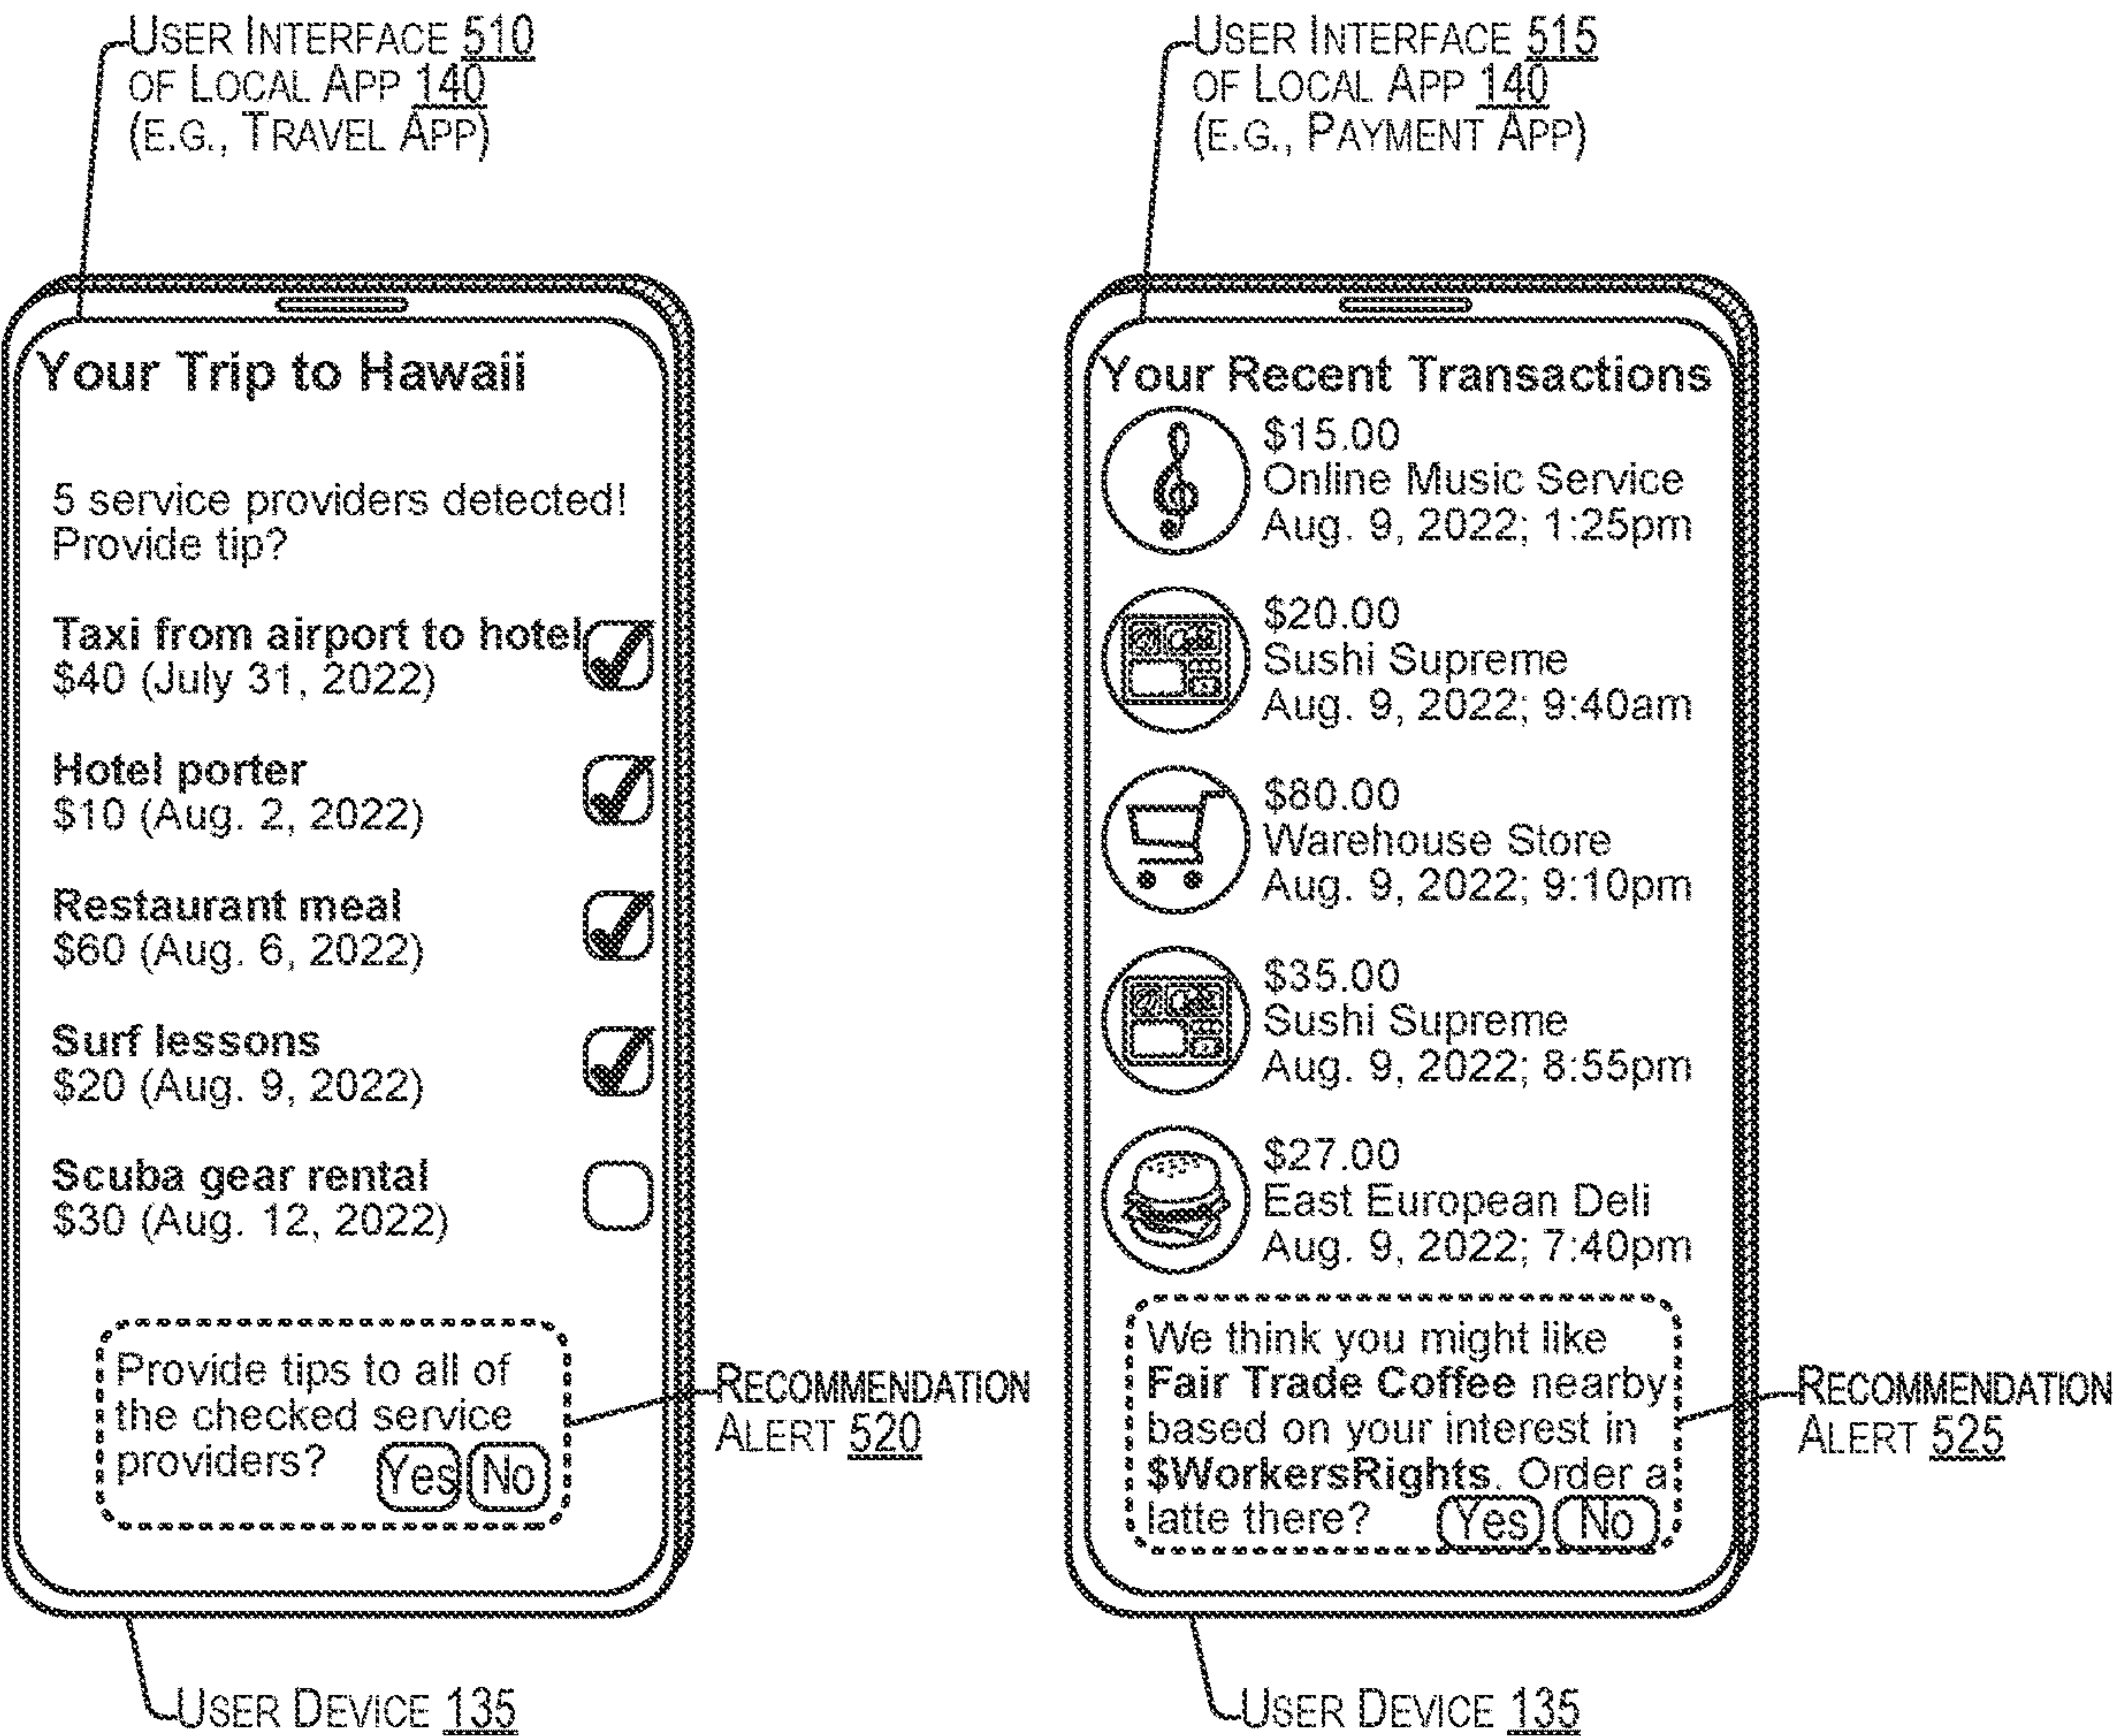 USER INTERFACE 510
OF LOCAL APP 140
(E.G., TRAVEL APP)
Your Trip to Hawaii
5 service providers detected!
Provide tip?
Taxi from airport to hotel
$40 (July 31, 2022)
Hotel porter
$10 (Aug. 2, 2022)
Restaurant meal
$60 (Aug. 6, 2022)
Surf lessons
$20 (Aug. 9, 2022)
Scuba gear rental
$30 (Aug. 12, 2022)
Provide tips to all of
the checked service
providers? Yes No
RECOMMENDATION
ALERT 520
USER DEVICE 135
USER INTERFACE 515
OF LOCAL APP 140
(E.G., PAYMENT APP)
Your Recent Transactions
$15.00
Online Music Service
Aug. 9, 2022; 1:25pm
$20.00
Sushi Supreme
Aug. 9, 2022; 9:40am
$80.00
Warehouse Store
Aug. 9, 2022; 9:10pm
$35.00
Sushi Supreme
Aug. 9, 2022; 8:55pm
$27.00
East European Deli
Aug. 9, 2022; 7:40pm
We think you might like
Fair Trade Coffee nearby
based on your interest in
$WorkersRights. Order a
latte there? Yes No
RECOMMENDATION
ALERT 525
USER DEVICE 135